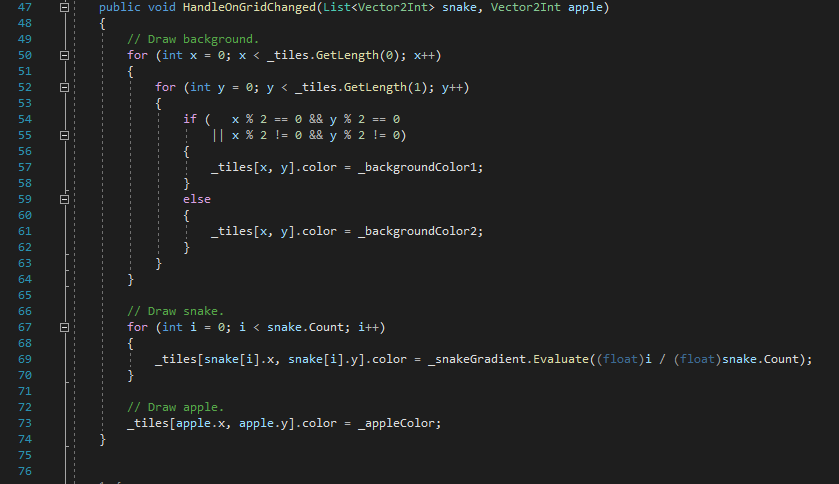 47 public void HandleOnGridChanged(List<Vector2Int> snake, Vector2Int apple)
48 {
49 // Draw background.
50 for (int x = 0; x < _tiles.GetLength(0); x++)
51 {
52 for (int y = 0; y < _tiles.GetLength(1); y++)
53 {
54 if ( x % 2 == 0 && y % 2 == 0
55 || x % 2 != 0 && y % 2 != 0)
56 {
57 _tiles[x, y].color = _backgroundColor1;
58 }
59 else
60 {
61 _tiles[x, y].color = _backgroundColor2;
62 }
63 }
64 }
65
66 // Draw snake.
67 for (int i = 0; i < snake.Count; i++)
68 {
69 _tiles[snake[i].x, snake[i].y].color = _snakeGradient.Evaluate((float)i / (float)snake.Count);
70 }
71
72 // Draw apple.
73 _tiles[apple.x, apple.y].color = _appleColor;
74 }
75
76